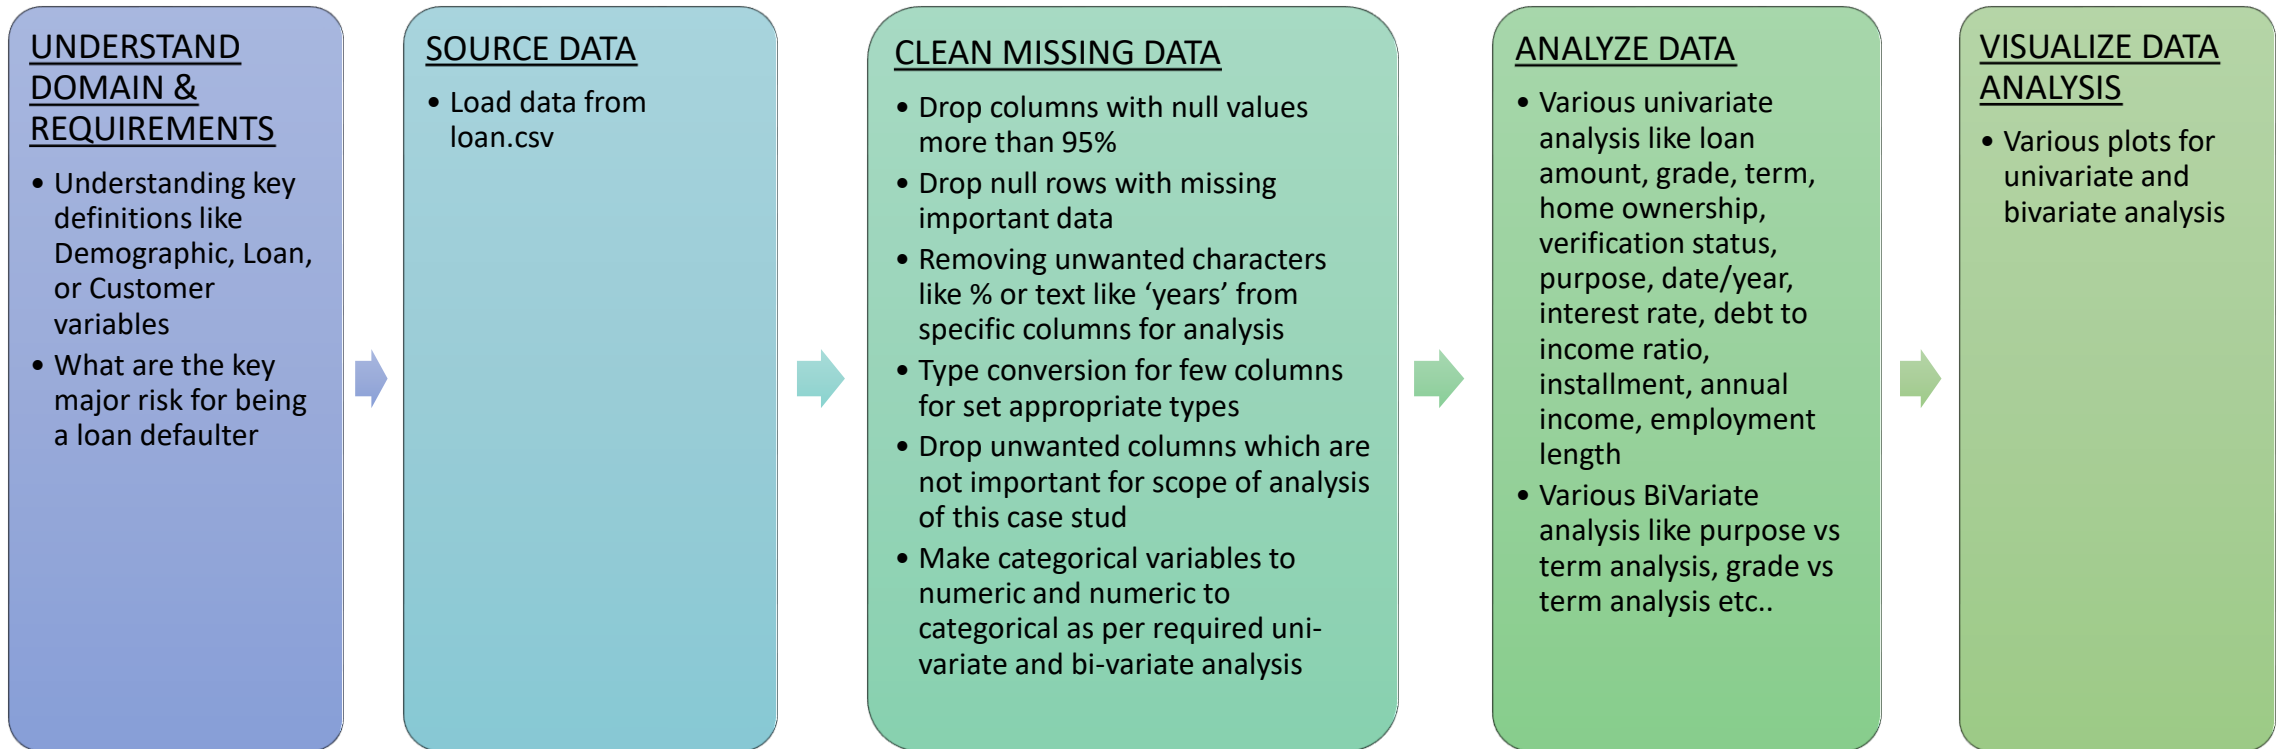 UNDERSTAND
DOMAIN &
REQUIREMENTS
• Understanding key
definitions like
Demographic, Loan,
or Customer
variables
• What are the key
major risk for being
a loan defaulter
SOURCE DATA
• Load data from
loan.csv
CLEAN MISSING DATA
• Drop columns with null values
more than 95%
• Drop null rows with missing
important data
• Removing unwanted characters
like % or text like ‘years’ from
specific columns for analysis
• Type conversion for few columns
for set appropriate types
• Drop unwanted columns which are
not important for scope of analysis
of this case stud
• Make categorical variables to
numeric and numeric to
categorical as per required uni-
variate and bi-variate analysis
ANALYZE DATA
• Various univariate
analysis like loan
amount, grade, term,
home ownership,
verification status,
purpose, date/year,
interest rate, debt to
income ratio,
installment, annual
income, employment
length
• Various BiVariate
analysis like purpose vs
term analysis, grade vs
term analysis etc..
VISUALIZE DATA
ANALYSIS
• Various plots for
univariate and
bivariate analysis